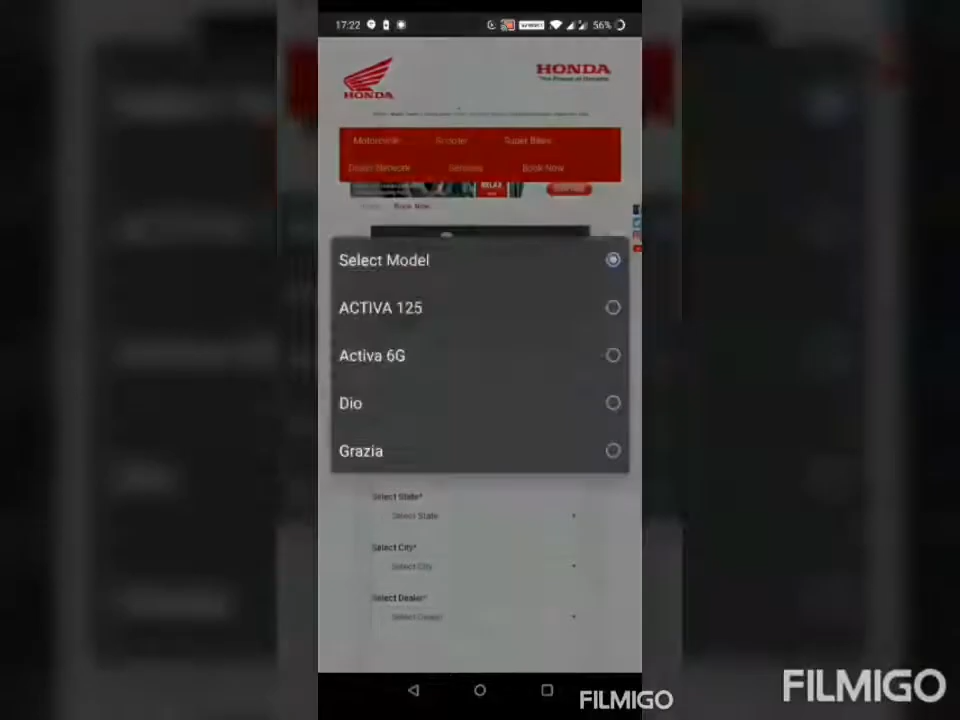 17:22
56%
HONDA
HONDA
The Power of Dreams
Motorcycle Scooter Super Bikes
Dealer Network Services Book Now
RELAX
Book Now
Select Model
ACTIVA 125
Activa 6G
Dio
Grazia
Select State*
Select State
Select City*
Select City
Select Dealer*
Select Dealer
FILMIGO
FILMIGO